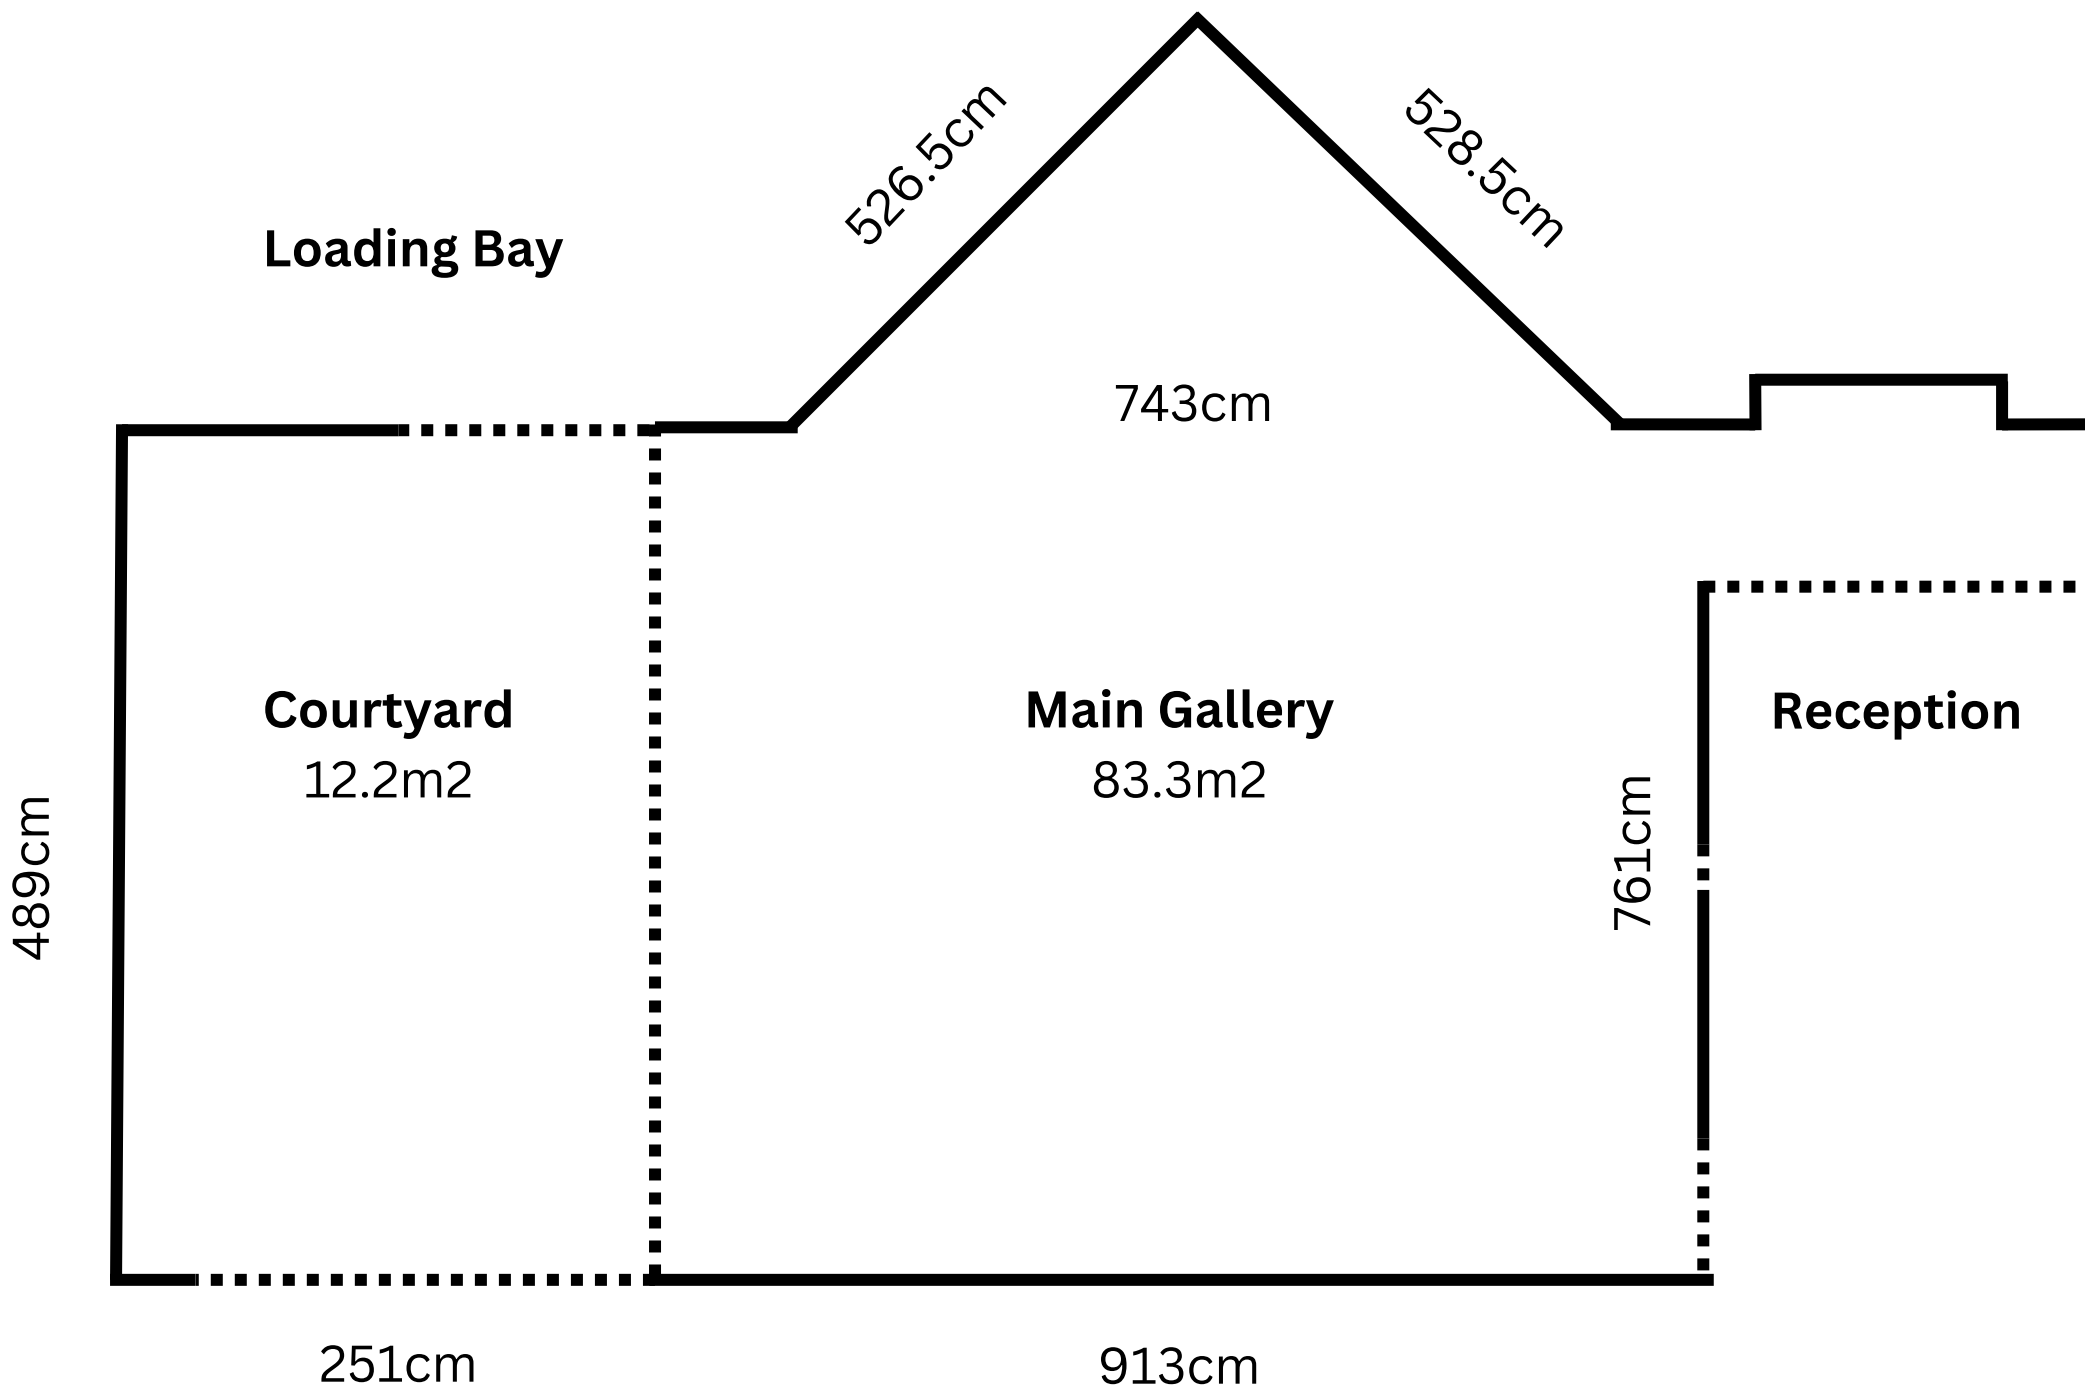 526.5cm
528.5cm
Loading Bay
743cm
Courtyard
12.2m2
Main Gallery
83.3m2
Reception
489cm
761cm
251cm
913cm